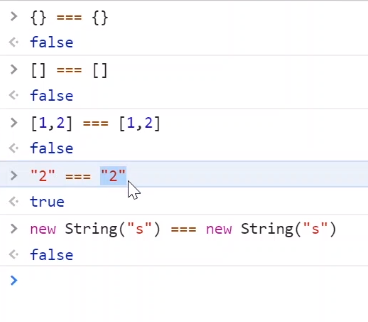 {} === {}
false
[] === []
false
[1,2] === [1,2]
false
"2" === "2"
true
new String("s") === new String("s")
false